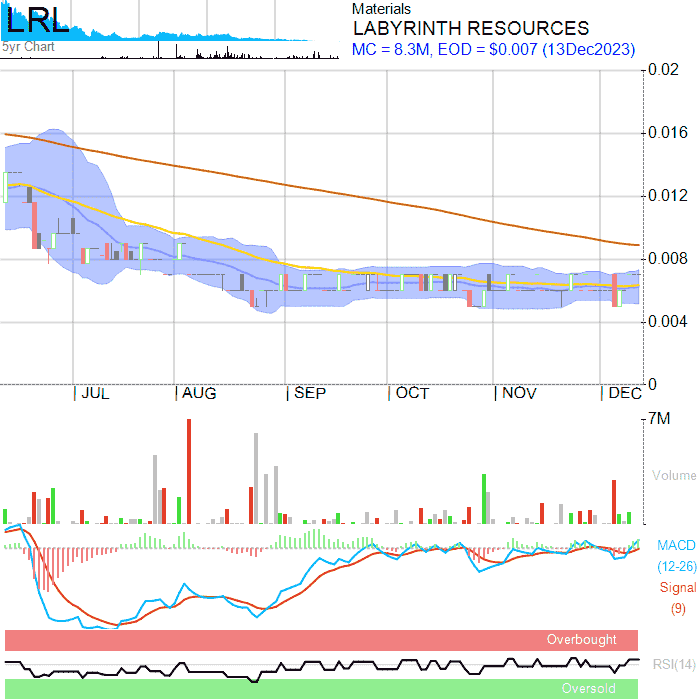 LRL
5yr Chart
Materials
LABYRINTH RESOURCES
MC = 8.3M, EOD = $0.007 (13Dec2023)
0.02
0.016
0.012
0.008
0.004
0
JUL AUG SEP OCT NOV DEC
7M
Volume
MACD
(12-26)
Signal
(9)
Overbought
RSI(14)
Oversold